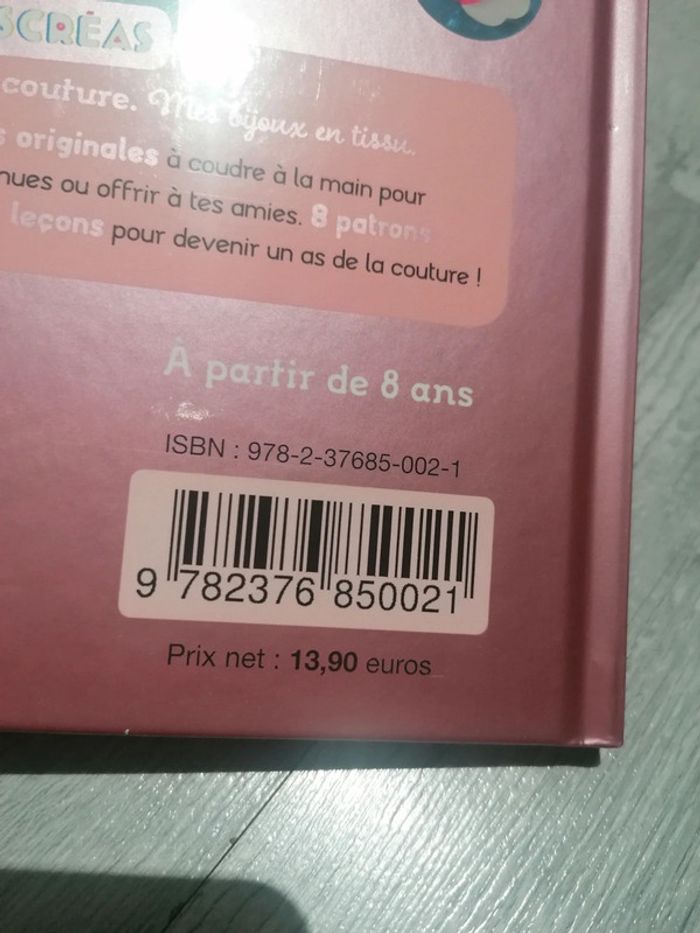 SCRÉAS
couture. Mes bijoux en tissu.
s originales à coudre à la main pour
nues ou offrir à tes amies. 8 patrons
leçons pour devenir un as de la couture !
À partir de 8 ans
ISBN : 978-2-37685-002-1
9 782376 850021
Prix net : 13,90 euros